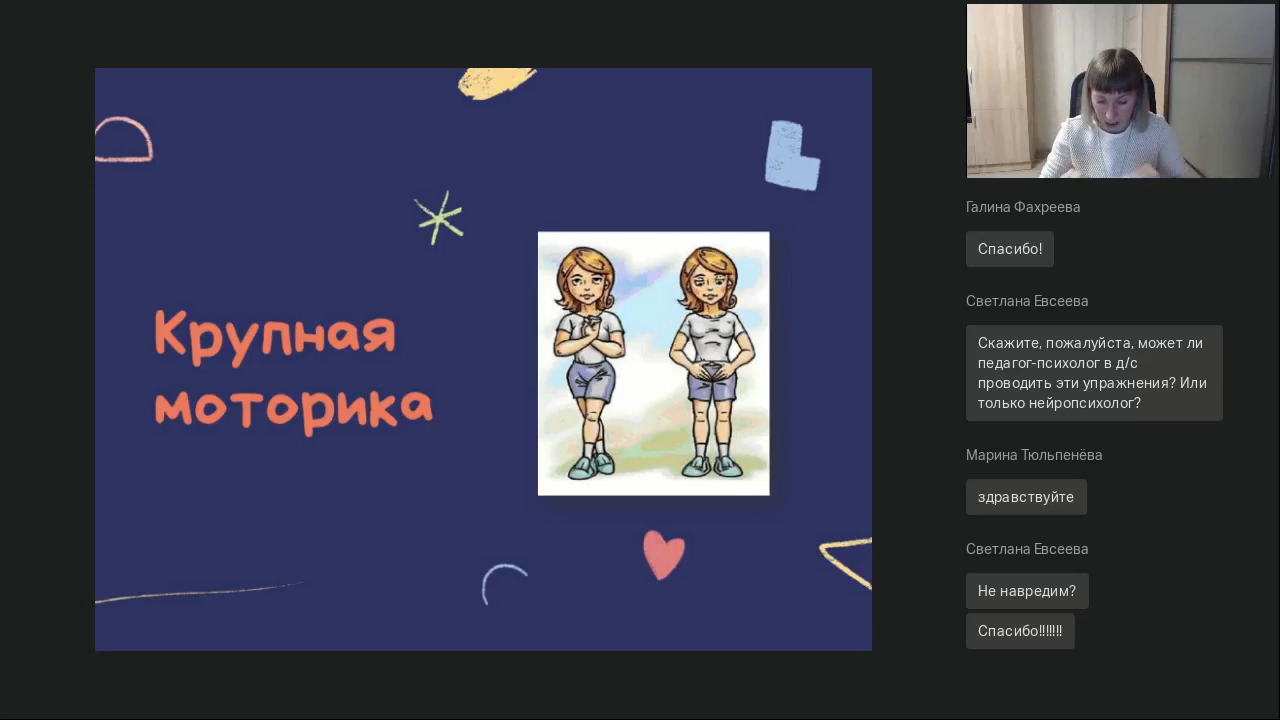 Крупная
моторика
Галина Фахреева
Спасибо!
Светлана Евсеева
Скажите, пожалуйста, может ли
педагог-психолог в д/с
проводить эти упражнения? Или
только нейропсихолог?
Марина Тюльпенёва
здравствуйте
Светлана Евсеева
Не навредим?
Спасибо!!!!!!!